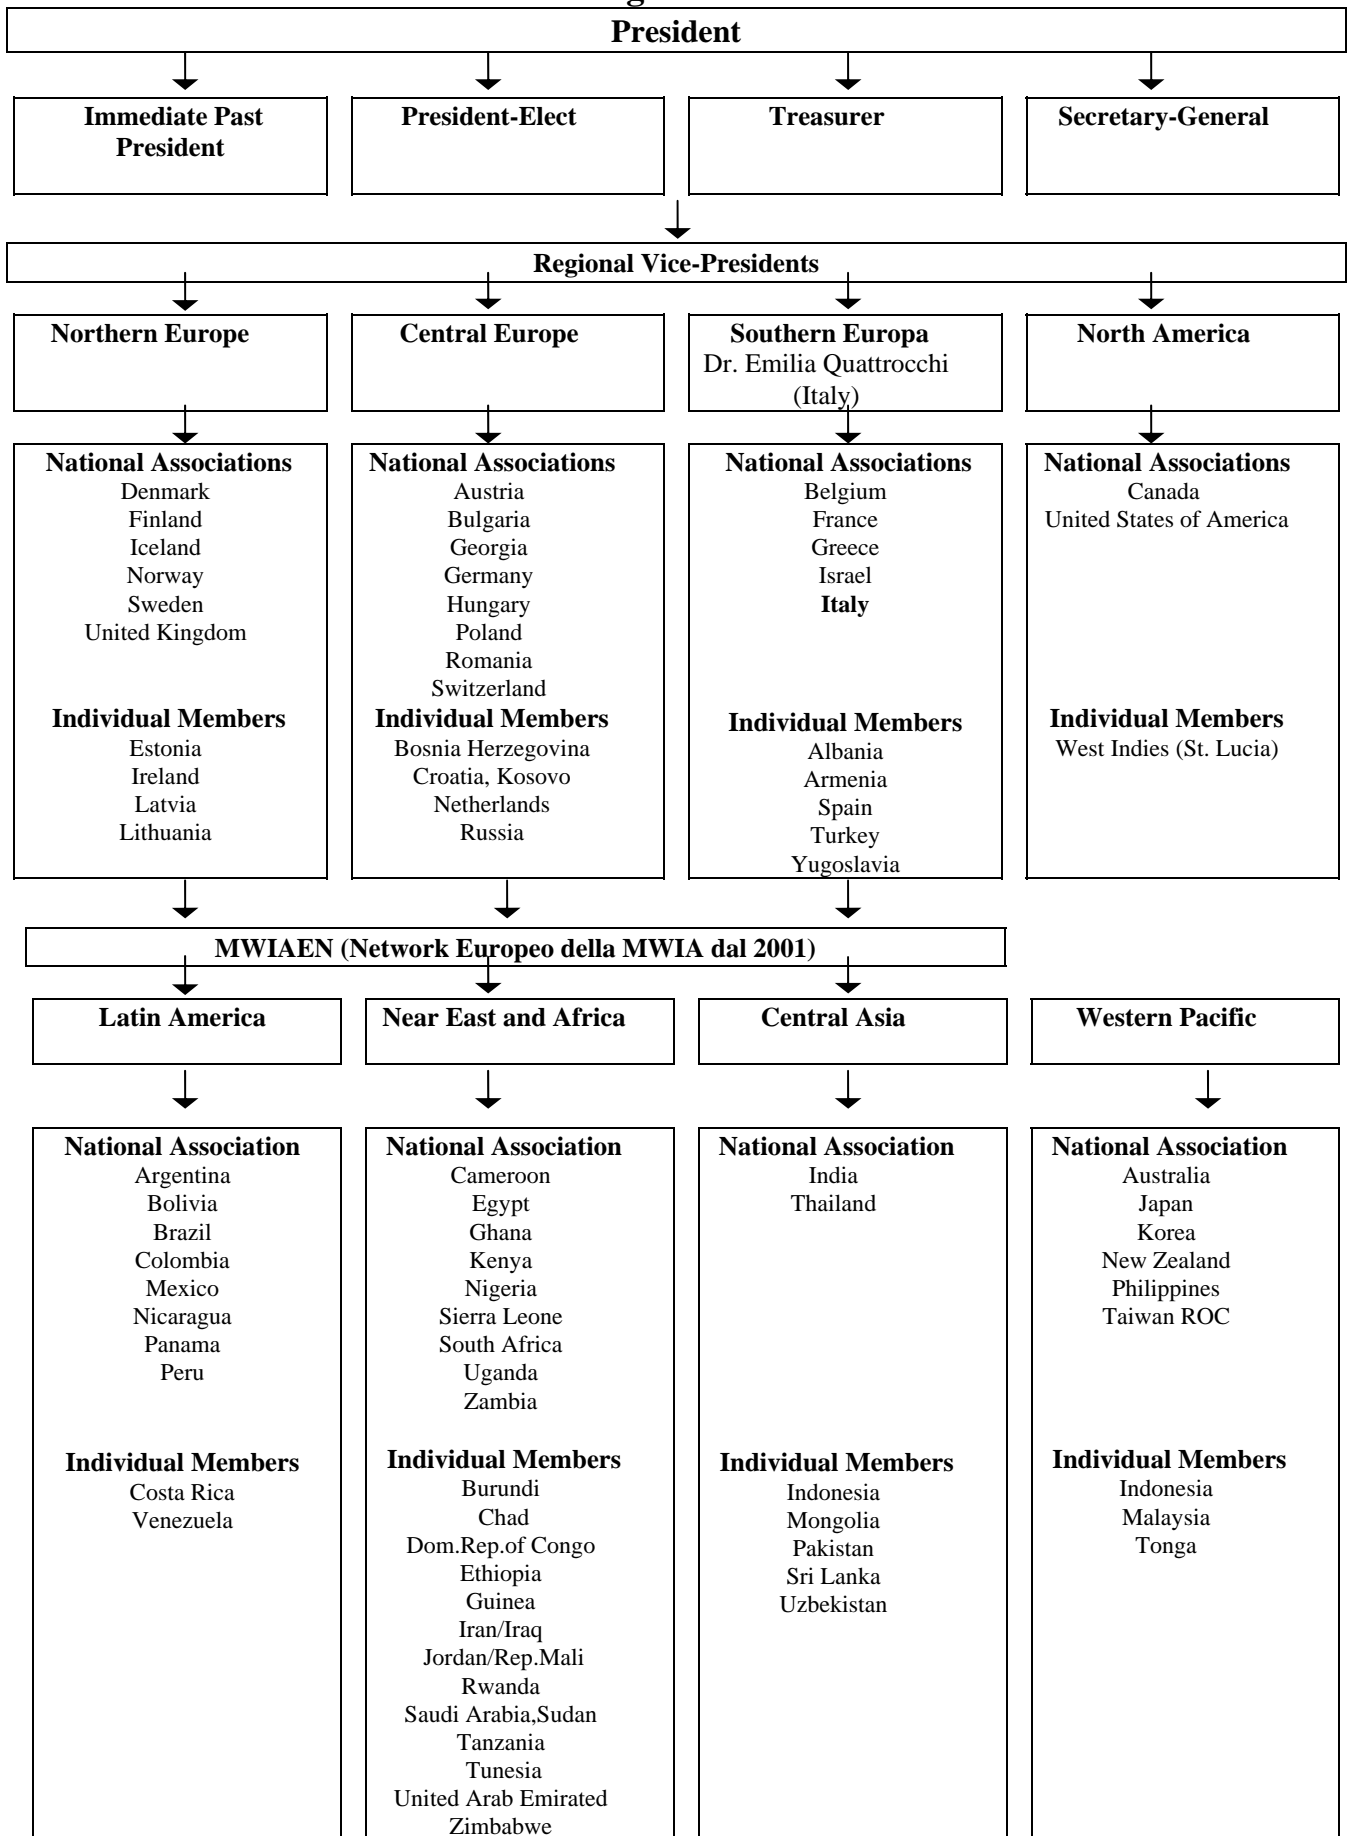 President
Immediate Past
President
President-Elect
Treasurer
Secretary-General
Regional Vice-Presidents
Northern Europe
Central Europe
Southern Europa
Dr. Emilia Quattrocchi
(Italy)
North America
National Associations
Denmark
Finland
Iceland
Norway
Sweden
United Kingdom
Individual Members
Estonia
Ireland
Latvia
Lithuania
National Associations
Austria
Bulgaria
Georgia
Germany
Hungary
Poland
Romania
Switzerland
Individual Members
Bosnia Herzegovina
Croatia, Kosovo
Netherlands
Russia
National Associations
Belgium
France
Greece
Israel
Italy
Individual Members
Albania
Armenia
Spain
Turkey
Yugoslavia
National Associations
Canada
United States of America
Individual Members
West Indies (St. Lucia)
MWIAEN (Network Europeo della MWIA dal 2001)
Latin America
Near East and Africa
Central Asia
Western Pacific
National Association
Argentina
Bolivia
Brazil
Colombia
Mexico
Nicaragua
Panama
Peru
Individual Members
Costa Rica
Venezuela
National Association
Cameroon
Egypt
Ghana
Kenya
Nigeria
Sierra Leone
South Africa
Uganda
Zambia
Individual Members
Burundi
Chad
Dom.Rep.of Congo
Ethiopia
Guinea
Iran/Iraq
Jordan/Rep.Mali
Rwanda
Saudi Arabia,Sudan
Tanzania
Tunesia
United Arab Emirated
Zimbabwe
National Association
India
Thailand
Individual Members
Indonesia
Mongolia
Pakistan
Sri Lanka
Uzbekistan
National Association
Australia
Japan
Korea
New Zealand
Philippines
Taiwan ROC
Individual Members
Indonesia
Malaysia
Tonga